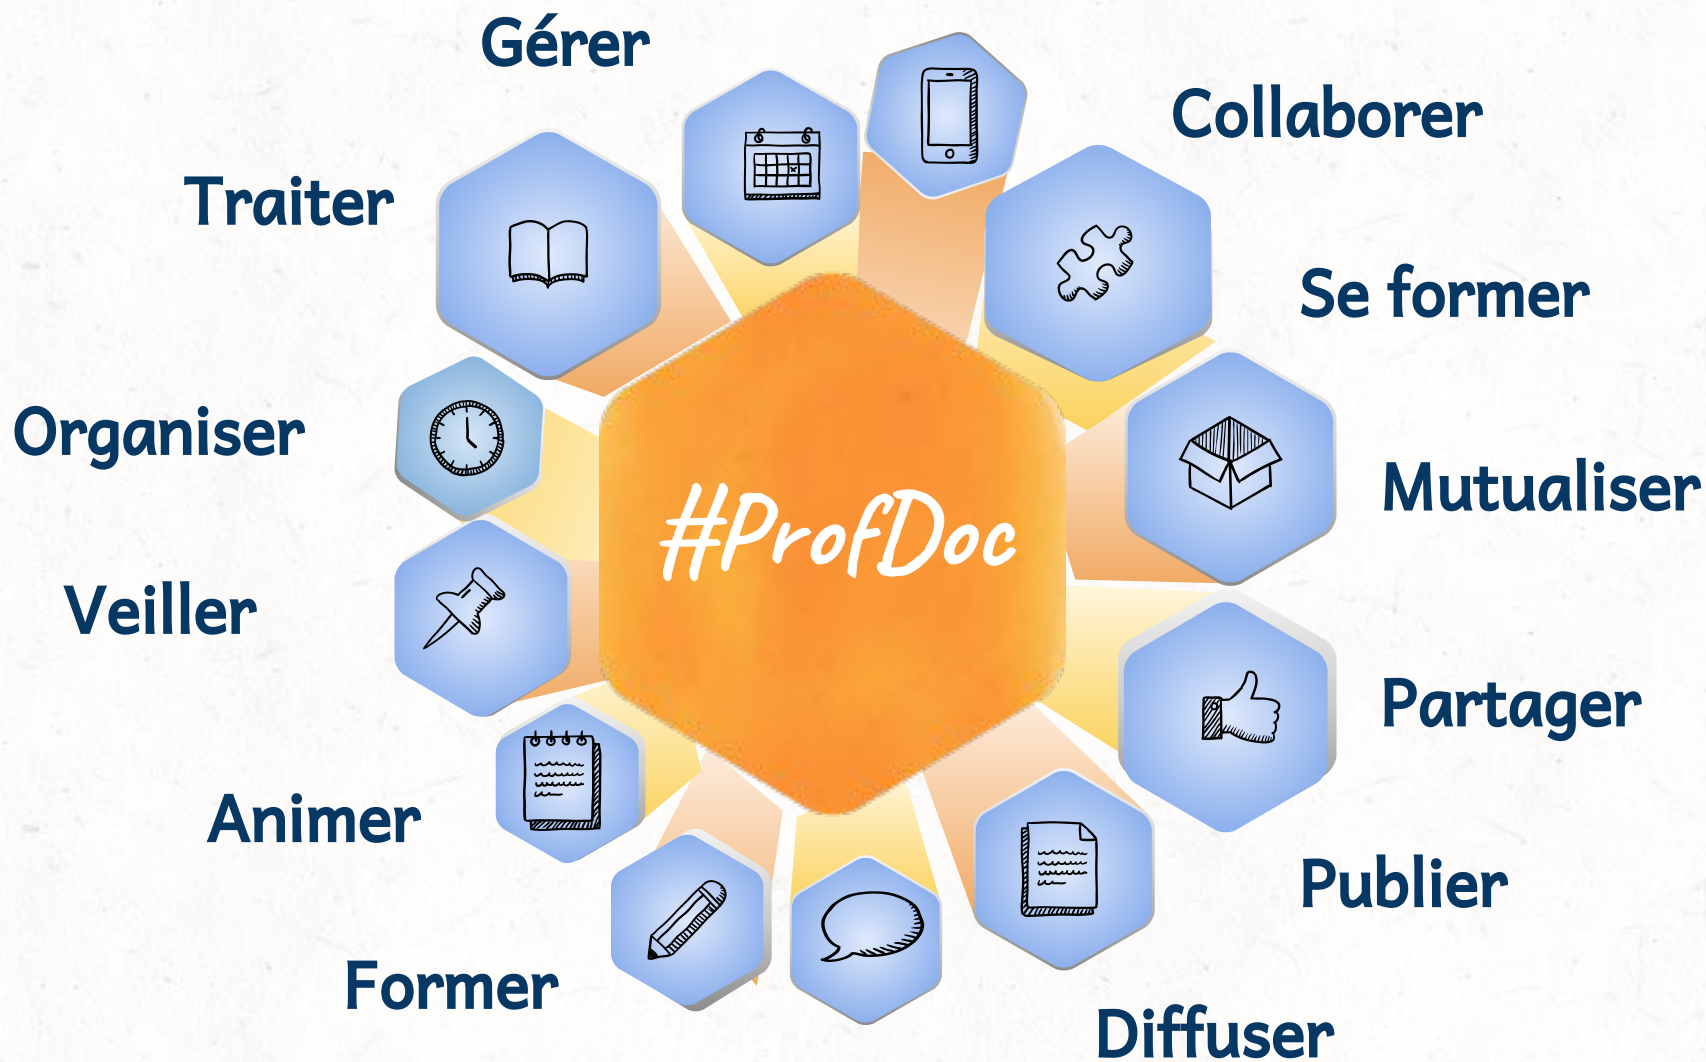 Gérer
Collaborer
Traiter
Se former
Organiser
Mutualiser
#ProfDoc
Veiller
Partager
Animer
Publier
Former
Diffuser